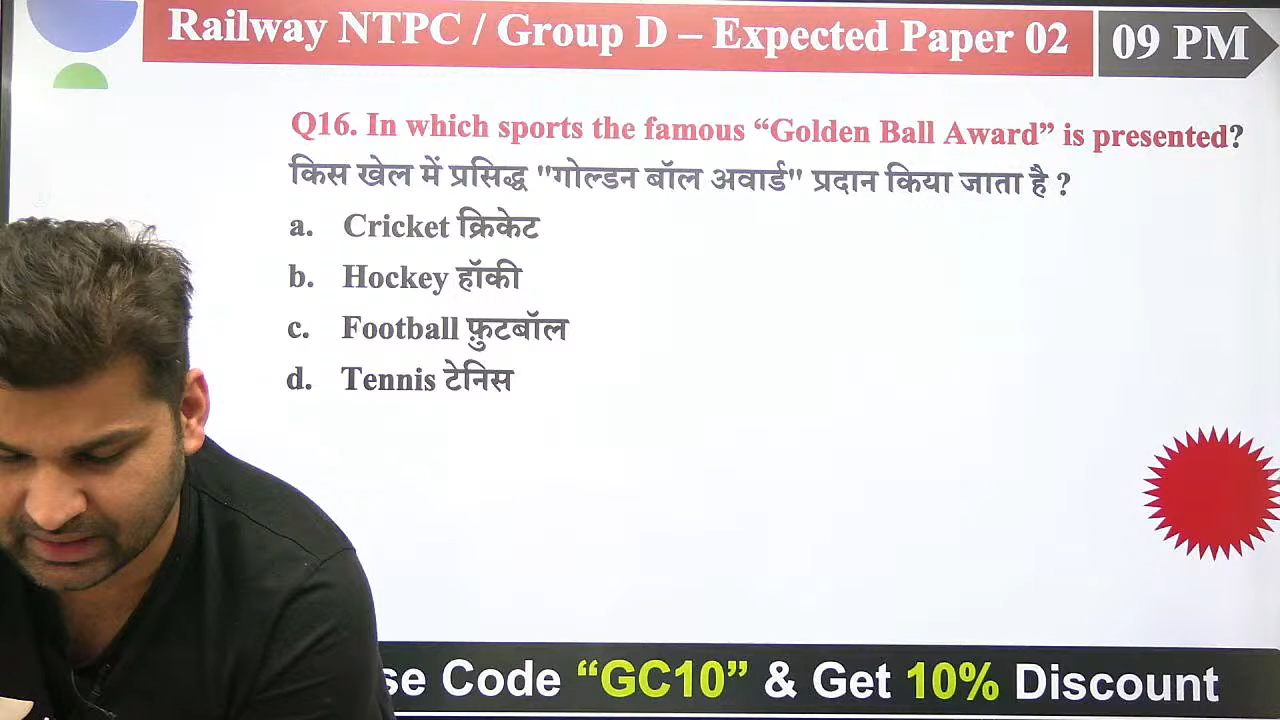 Railway NTPC / Group D – Expected Paper 02
09 PM
Q16. In which sports the famous “Golden Ball Award” is presented?
किस खेल में प्रसिद्ध "गोल्डन बॉल अवार्ड" प्रदान किया जाता है ?
a. Cricket क्रिकेट
b. Hockey हॉकी
c. Football फ़ुटबॉल
d. Tennis टेनिस
Code “GC10” & Get 10% Discount